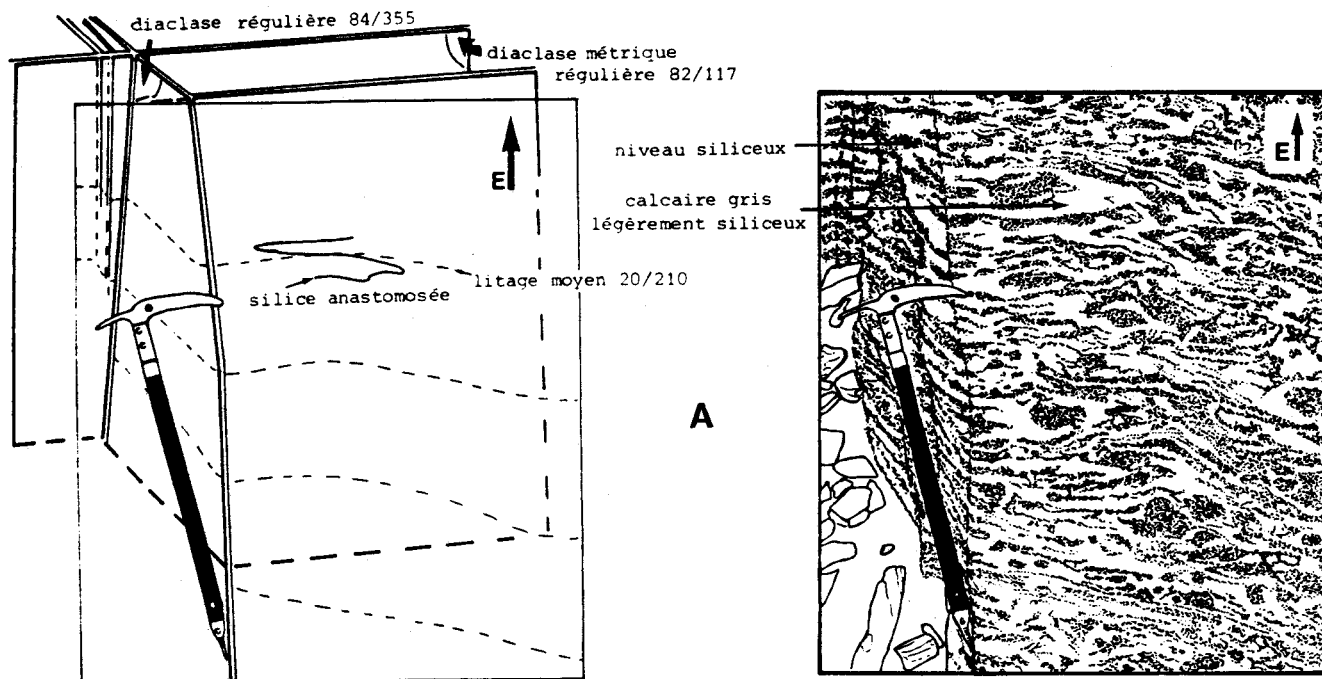 diaclase régulière 84/355
diaclase métrique
régulière 82/117
E
silice anastomosée
litage moyen 20/210
A
niveau siliceux
calcaire gris
légèrement siliceux
E